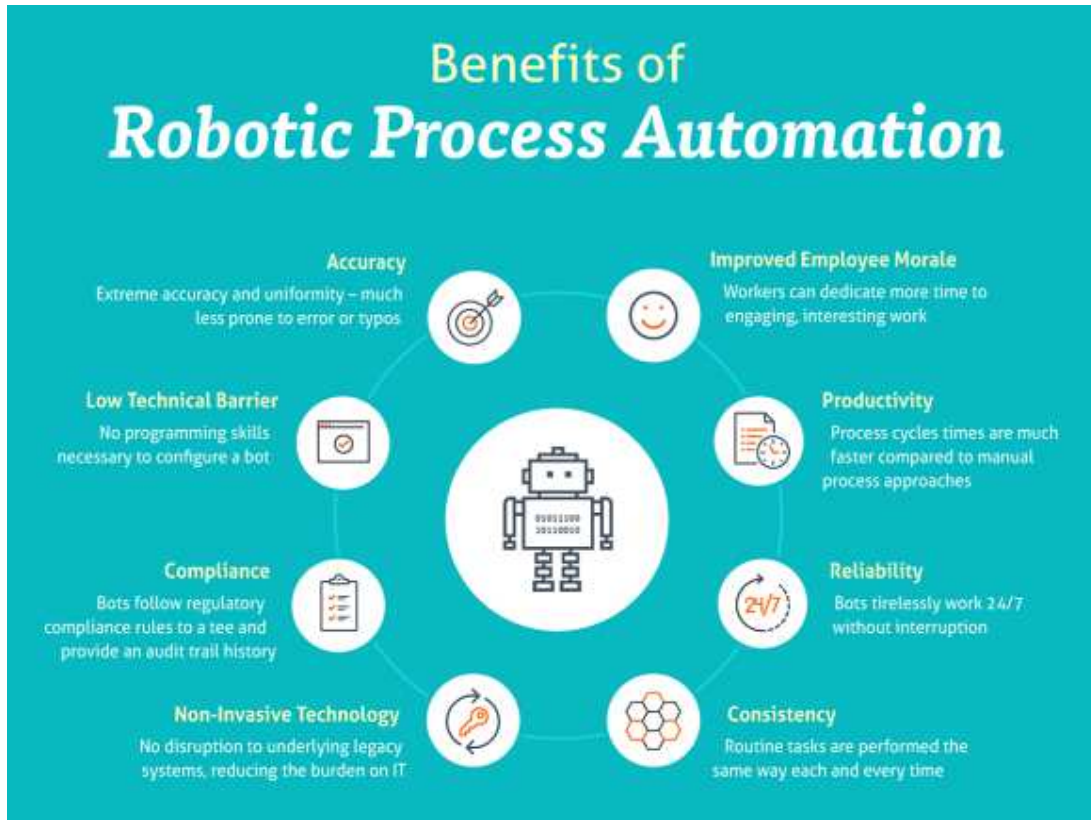 Benefits of
Robotic Process Automation
Accuracy
Extreme accuracy and uniformity – much
less prone to error or typos
Improved Employee Morale
Workers can dedicate more time to
engaging, interesting work
Low Technical Barrier
No programming skills
necessary to configure a bot
Productivity
Process cycles times are much
faster compared to manual
process approaches
01011100
10110010
Compliance
Bots follow regulatory
compliance rules to a tee and
provide an audit trail history
24/7
Reliability
Bots tirelessly work 24/7
without interruption
Non-Invasive Technology
No disruption to underlying legacy
systems, reducing the burden on IT
Consistency
Routine tasks are performed the
same way each and every time